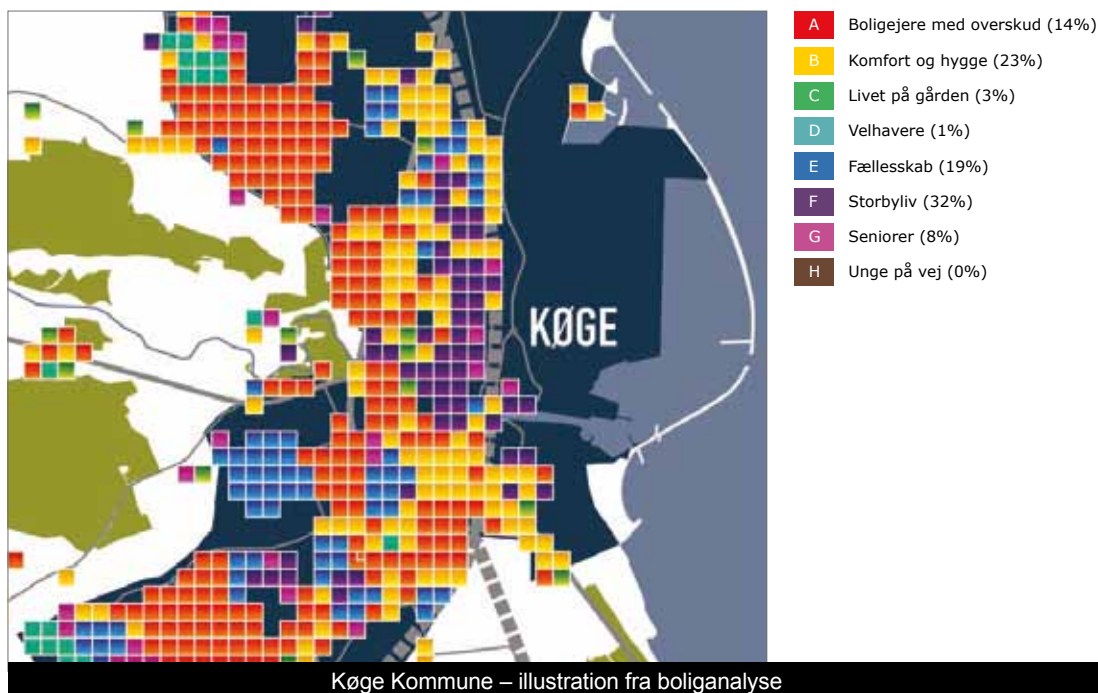 A Boligejere med overskud (14%)
B Komfort og hygge (23%)
C Livet på gården (3%)
D Velhavere (1%)
E Fællesskab (19%)
F Storbyliv (32%)
G Seniorer (8%)
H Unge på vej (0%)
KØGE
Køge Kommune – illustration fra boliganalyse